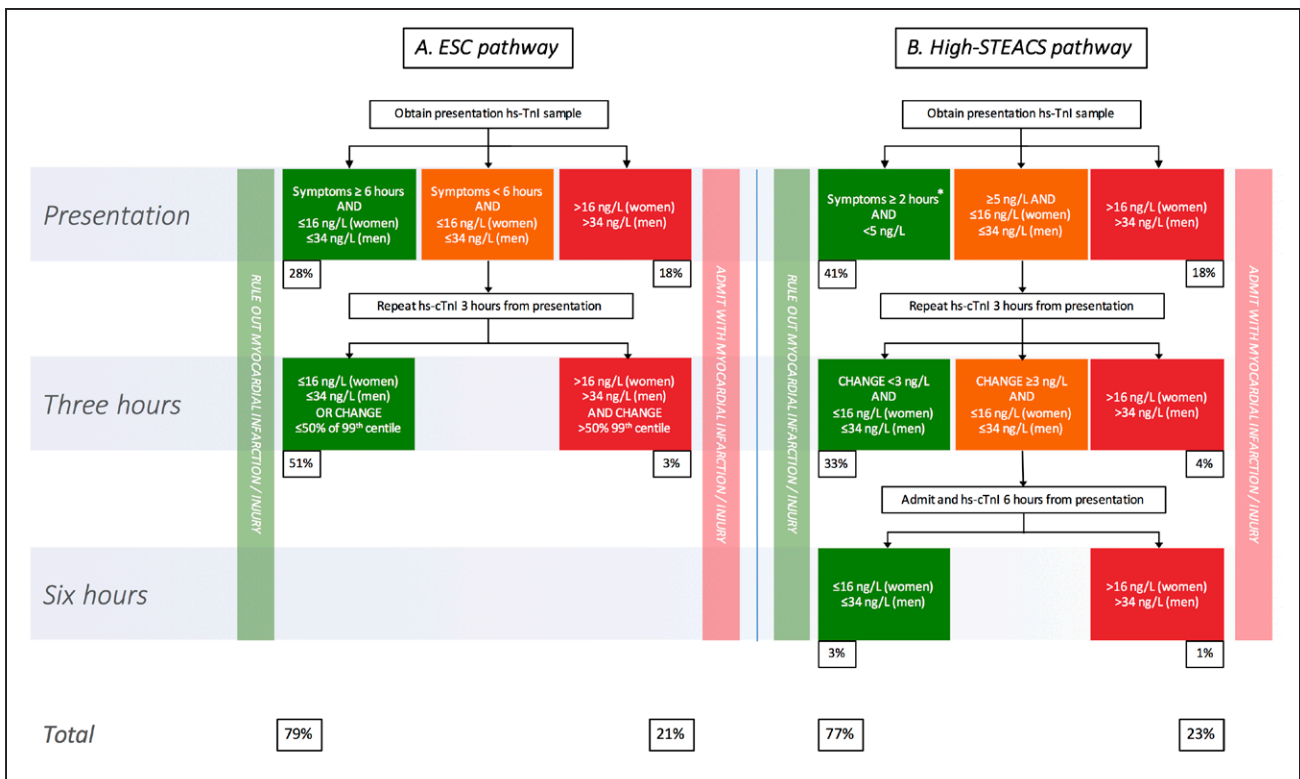 A. ESC pathway
B. High-STEACS pathway
Obtain presentation hs-TnI sample
Obtain presentation hs-TnI sample
Presentation
RULE OUT MYOCARDIAL INFARCTION / INJURY
Symptoms ≥ 6 hours
AND
≤16 ng/L (women)
≤34 ng/L (men)
28%
Symptoms < 6 hours
AND
≤16 ng/L (women)
≤34 ng/L (men)
>16 ng/L (women)
>34 ng/L (men)
18%
ADMIT WITH MYOCARDIAL INFARCTION / INJURY
RULE OUT MYOCARDIAL INFARCTION / INJURY
Symptoms ≥ 2 hours*
AND
<5 ng/L
41%
≥5 ng/L AND
≤16 ng/L (women)
≤34 ng/L (men)
>16 ng/L (women)
>34 ng/L (men)
18%
ADMIT WITH MYOCARDIAL INFARCTION / INJURY
Repeat hs-cTnI 3 hours from presentation
Repeat hs-cTnI 3 hours from presentation
Three hours
≤16 ng/L (women)
≤34 ng/L (men)
OR CHANGE
≤50% of 99th centile
51%
>16 ng/L (women)
>34 ng/L (men)
AND CHANGE
>50% 99th centile
3%
CHANGE <3 ng/L
AND
≤16 ng/L (women)
≤34 ng/L (men)
33%
CHANGE ≥3 ng/L
AND
≤16 ng/L (women)
≤34 ng/L (men)
>16 ng/L (women)
>34 ng/L (men)
4%
Admit and hs-cTnI 6 hours from presentation
Six hours
≤16 ng/L (women)
≤34 ng/L (men)
3%
>16 ng/L (women)
>34 ng/L (men)
1%
Total
79%
21%
77%
23%